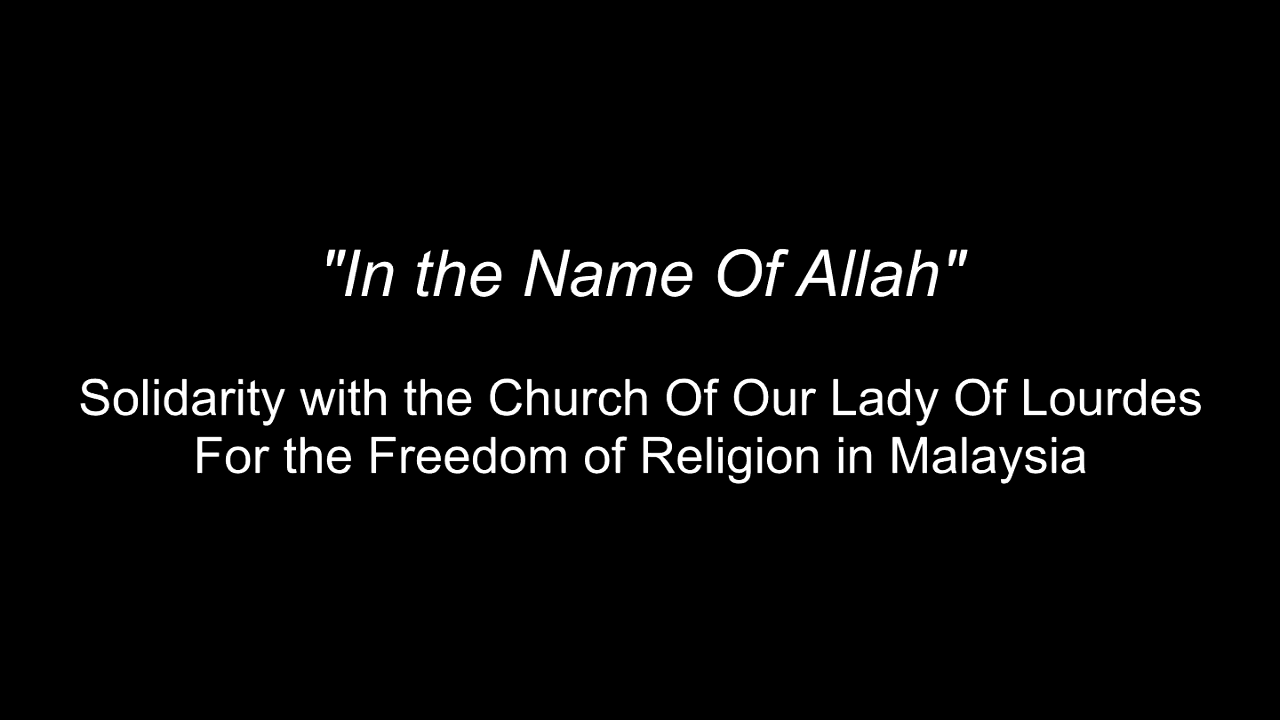 "In the Name Of Allah"
Solidarity with the Church Of Our Lady Of Lourdes
For the Freedom of Religion in Malaysia